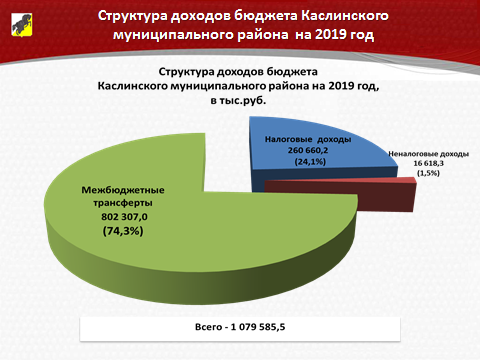 Структура доходов бюджета Каслинского
муниципального района на 2019 год
Структура доходов бюджета
Каслинского муниципального района на 2019 год,
в тыс.руб.
Налоговые доходы
260 660,2
(24,1%)
Неналоговые доходы
16 618,3
(1,5%)
Межбюджетные
трансферты
802 307,0
(74,3%)
Всего - 1 079 585,5